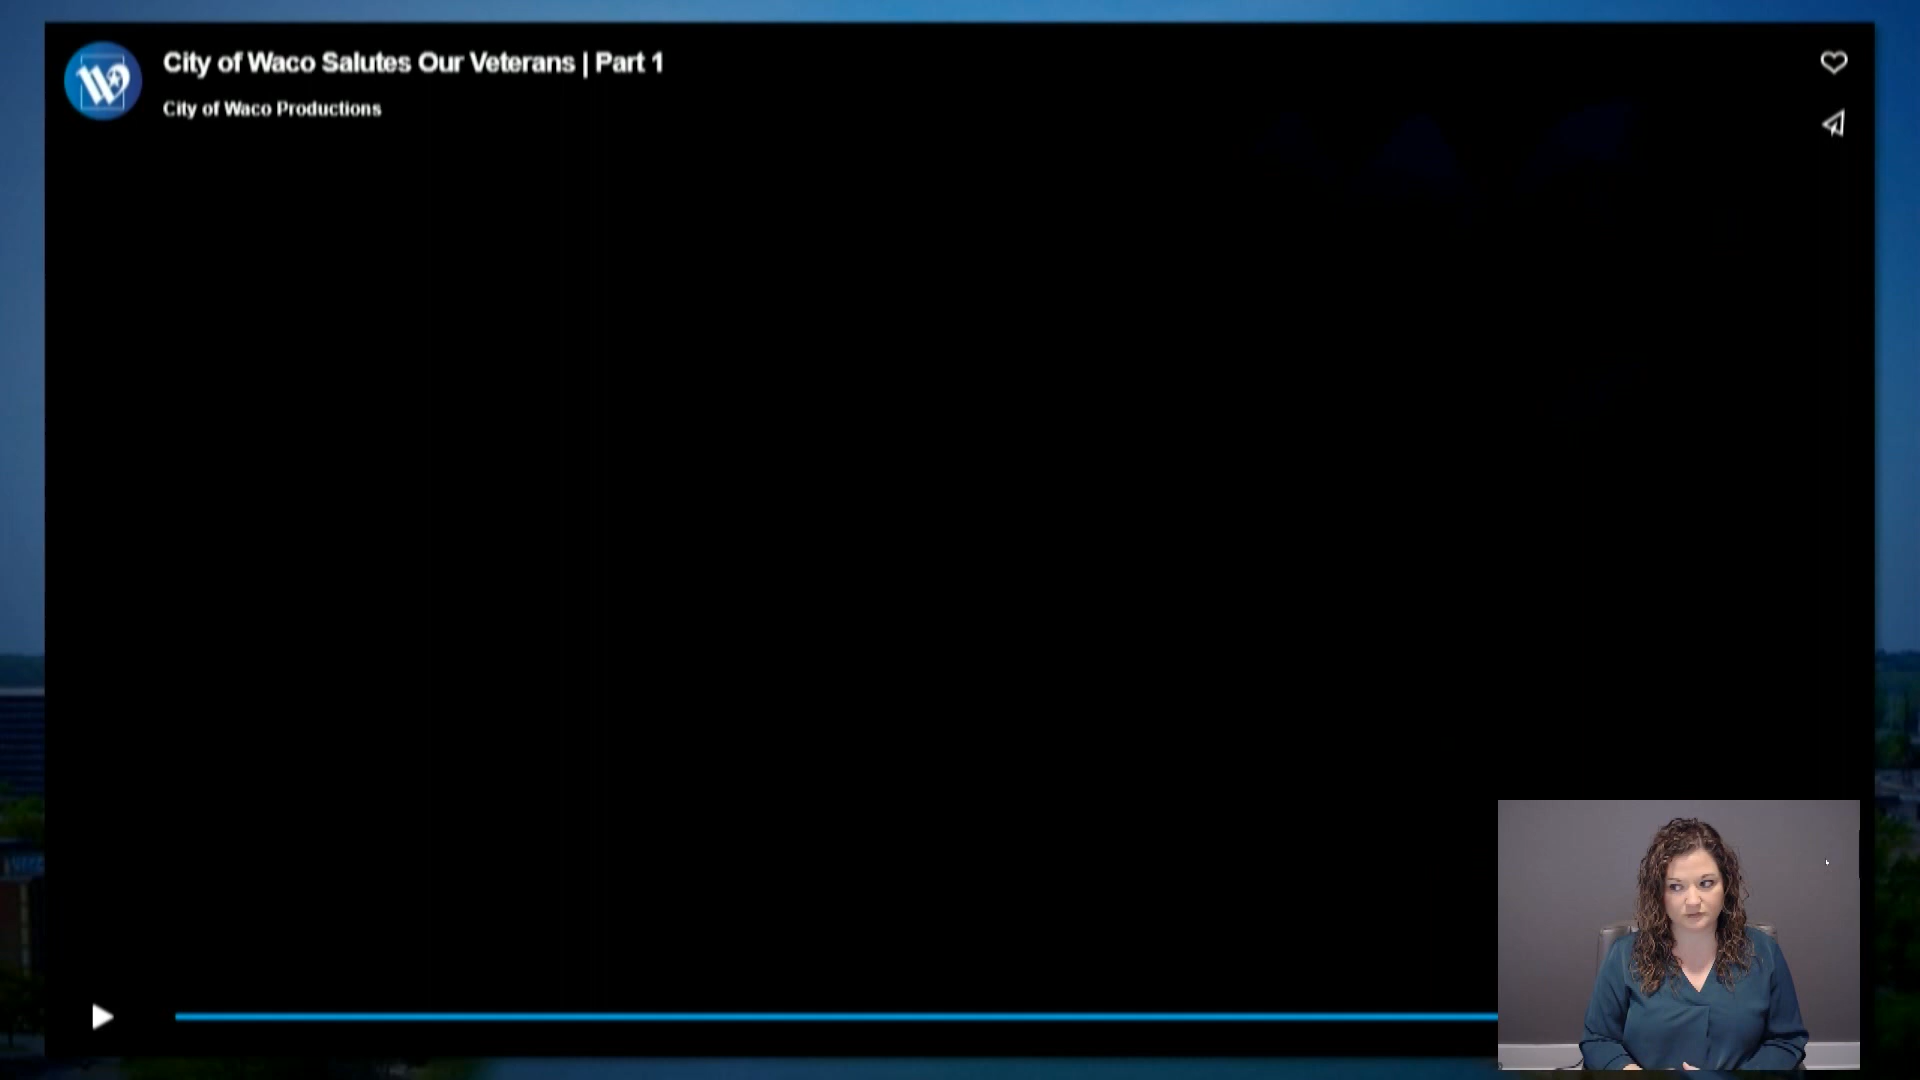 City of Waco Salutes Our Veterans | Part 1
City of Waco Productions